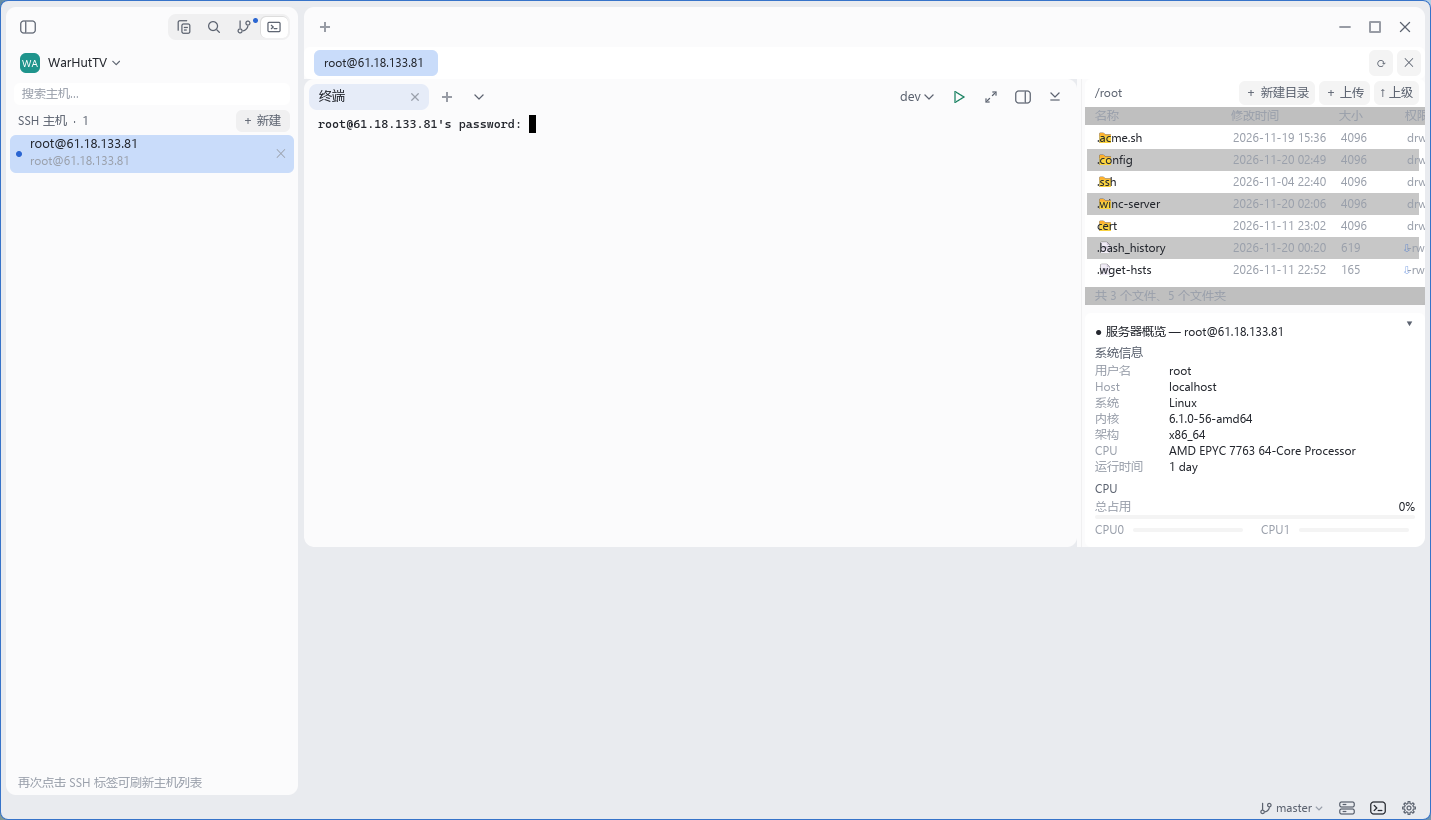 WA WarHutTV
搜索主机...
SSH 主机 · 1
+ 新建
root@61.18.133.81
root@61.18.133.81
再次点击 SSH 标签可刷新主机列表
root@61.18.133.81
终端
dev
root@61.18.133.81's password:
/root
+ 新建目录
+ 上传
↑ 上级
名称 修改时间 大小 权限
.acme.sh 2026-11-19 15:36 4096 drw
.config 2026-11-20 02:49 4096 drw
.ssh 2026-11-04 22:40 4096 drw
.winc-server 2026-11-20 02:06 4096 drw
cert 2026-11-11 23:02 4096 drw
.bash_history 2026-11-20 00:20 619 -rw
.wget-hsts 2026-11-11 22:52 165 -rw
共 3 个文件，5 个文件夹
● 服务器概览 — root@61.18.133.81
系统信息
用户名 root
Host localhost
系统 Linux
内核 6.1.0-56-amd64
架构 x86_64
CPU AMD EPYC 7763 64-Core Processor
运行时间 1 day
CPU
总占用 0%
CPU0 CPU1
master